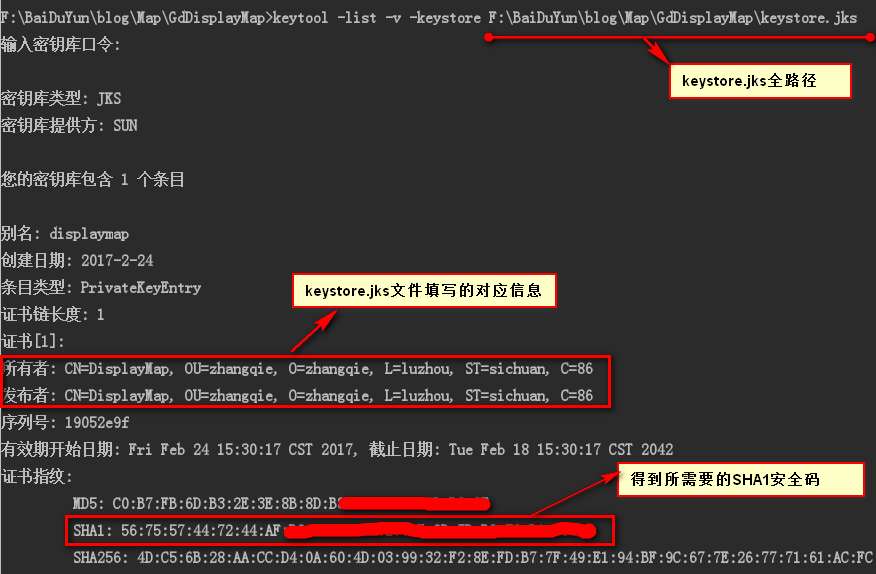 F:\BaiDuYun\blog\Map\GdDisplayMap>keytool -list -v -keystore F:\BaiDuYun\blog\Map\GdDisplayMap\keystore.jks
输入密钥库口令:
keystore.jks全路径
密钥库类型: JKS
密钥库提供方: SUN
您的密钥库包含 1 个条目
别名: displaymap
创建日期: 2017-2-24
条目类型: PrivateKeyEntry
keystore.jks文件填写的对应信息
证书链长度: 1
证书[1]:
所有者: CN=DisplayMap, OU=zhangqie, O=zhangqie, L=luzhou, ST=sichuan, C=86
发布者: CN=DisplayMap, OU=zhangqie, O=zhangqie, L=luzhou, ST=sichuan, C=86
序列号: 19052e9f
有效期开始日期: Fri Feb 24 15:30:17 CST 2017, 截止日期: Tue Feb 18 15:30:17 CST 2042
证书指纹:
得到所需要的SHA1安全码
MD5: C0:B7:FB:6D:B3:2E:3E:8B:8D:
SHA1: 56:75:57:44:72:44:AF:
SHA256: 4D:C5:6B:28:AA:CC:D4:0A:60:4D:03:99:32:F2:8E:FD:B7:7F:49:E1:94:BF:9C:67:7E:26:77:71:61:AC:FC